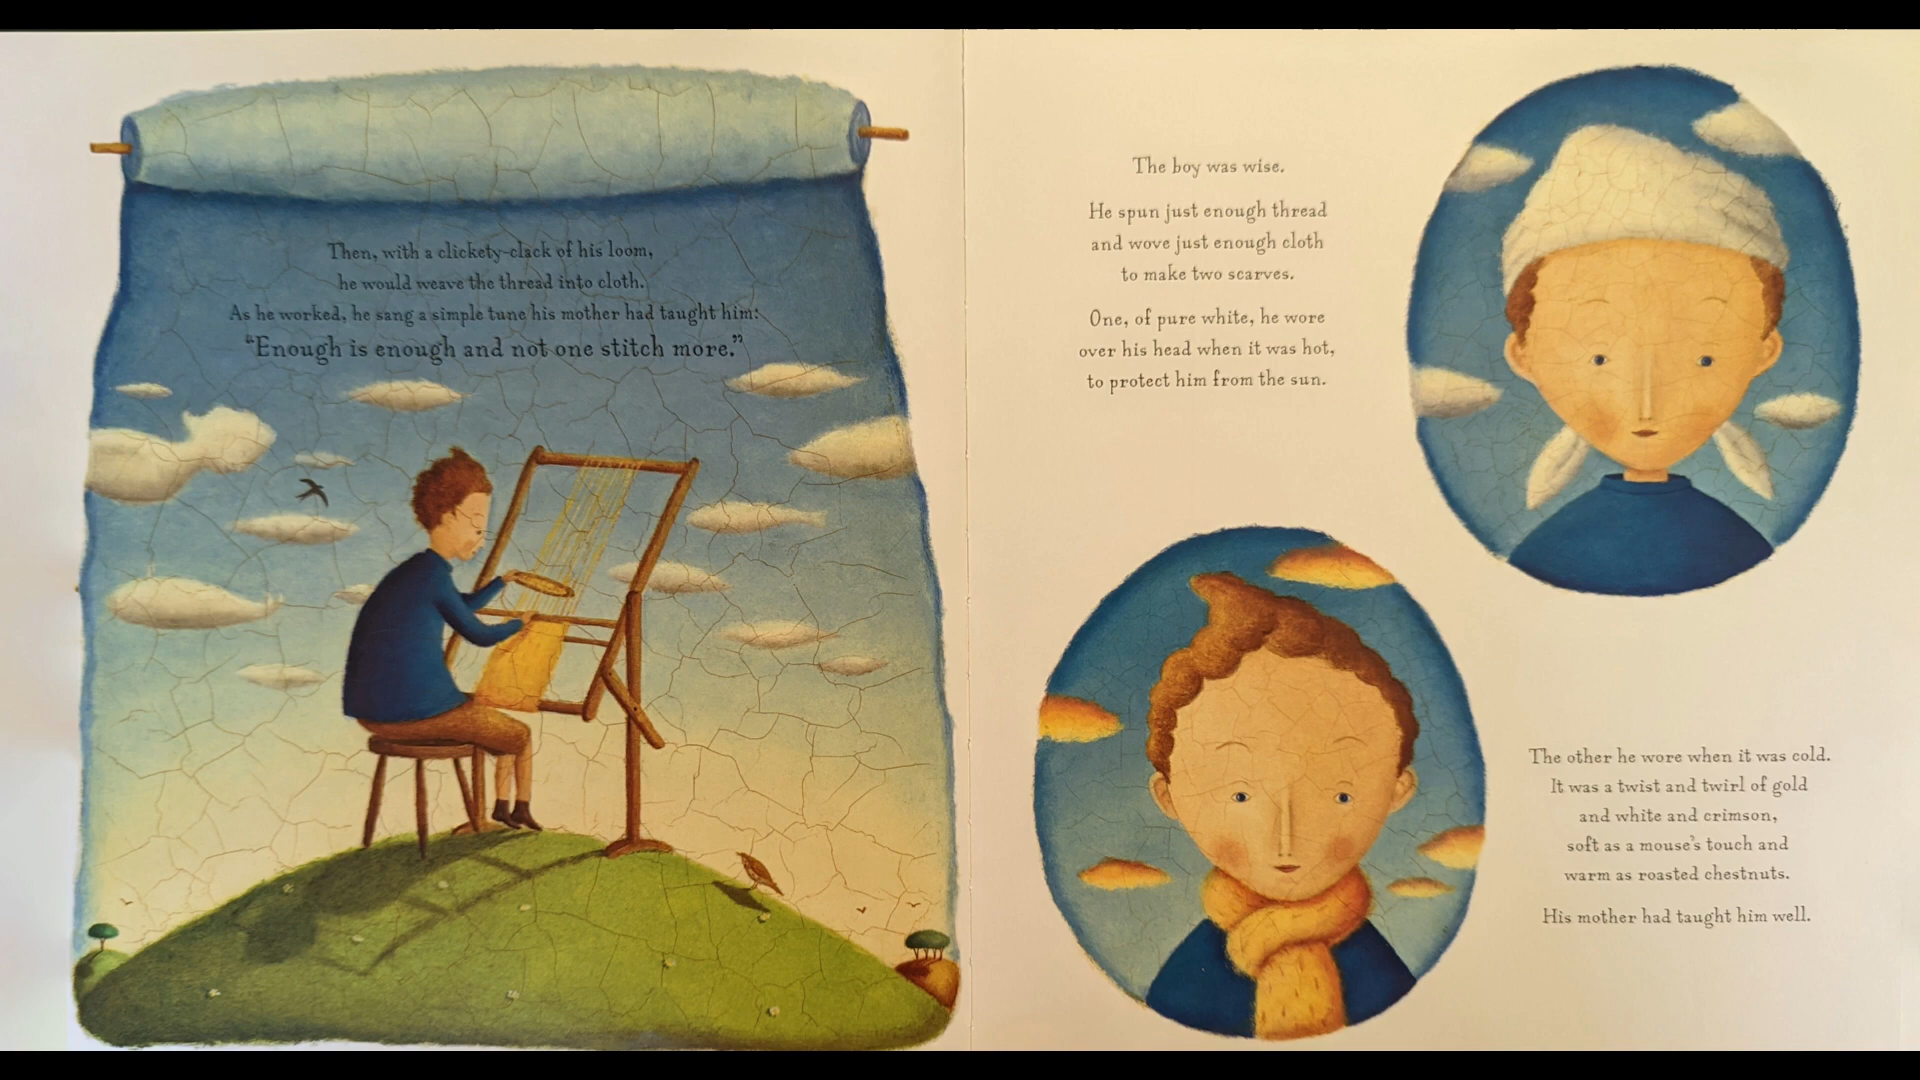 Then, with a clickety-clack of his loom,
he would weave the thread into cloth.
As he worked, he sang a simple tune his mother had taught him:
“Enough is enough and not one stitch more.”
The boy was wise.
He spun just enough thread
and wove just enough cloth
to make two scarves.
One, of pure white, he wore
over his head when it was hot,
to protect him from the sun.
The other he wore when it was cold.
It was a twist and twirl of gold
and white and crimson,
soft as a mouse’s touch and
warm as roasted chestnuts.
His mother had taught him well.